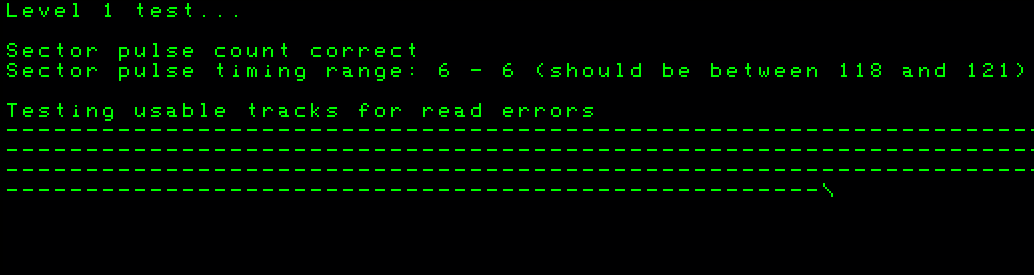 Level 1 test...
Sector pulse count correct
Sector pulse timing range: 6 - 6 (should be between 118 and 121)
Testing usable tracks for read errors
----------------------------------------------------------------
----------------------------------------------------------------
----------------------------------------------------------------
---------------------------------------------------\